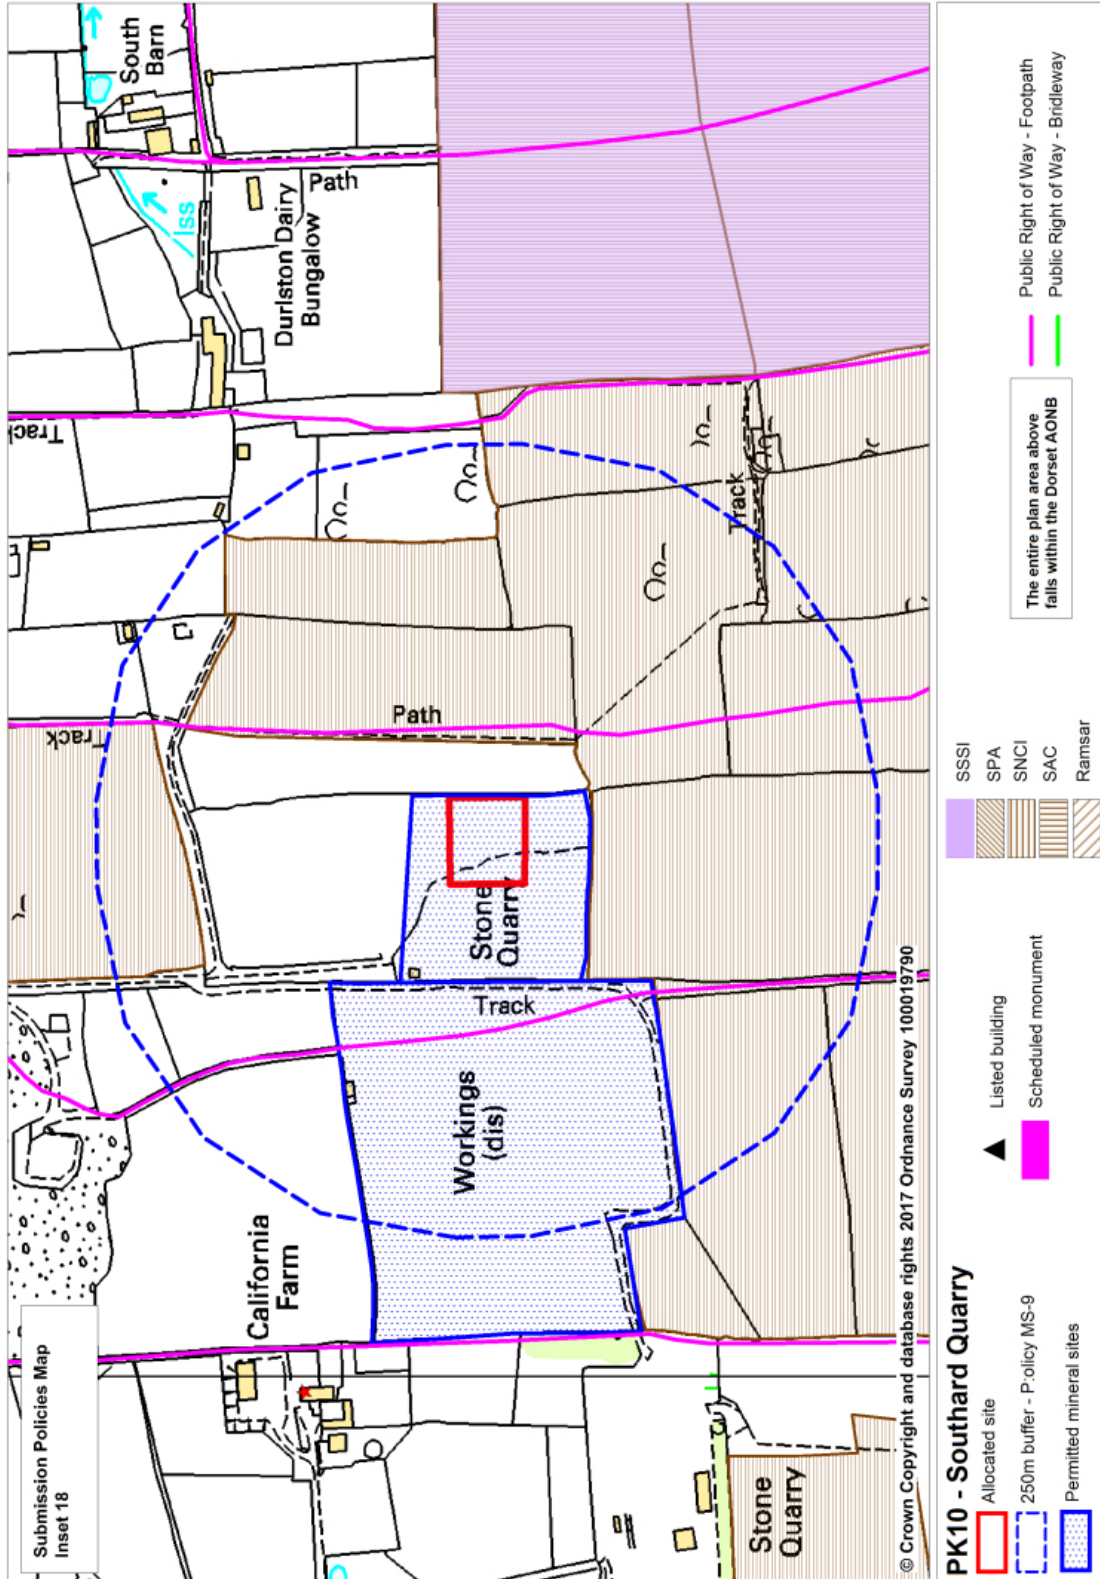 Submission Policies Map
Inset 18
California
Farm
Workings
(dis)
Track
Stone
Quarry
Path
Track
Track
Track
Durlston Dairy
Bungalow
Path
Iss
South
Barn
Stone
Quarry
© Crown Copyright and database rights 2017 Ordnance Survey 100019790
PK10 - Southard Quarry
Allocated site
250m buffer - P:olicy MS-9
Permitted mineral sites
Listed building
Scheduled monument
SSSI
SPA
SNCI
SAC
Ramsar
The entire plan area above
falls within the Dorset AONB
Public Right of Way - Footpath
Public Right of Way - Bridleway